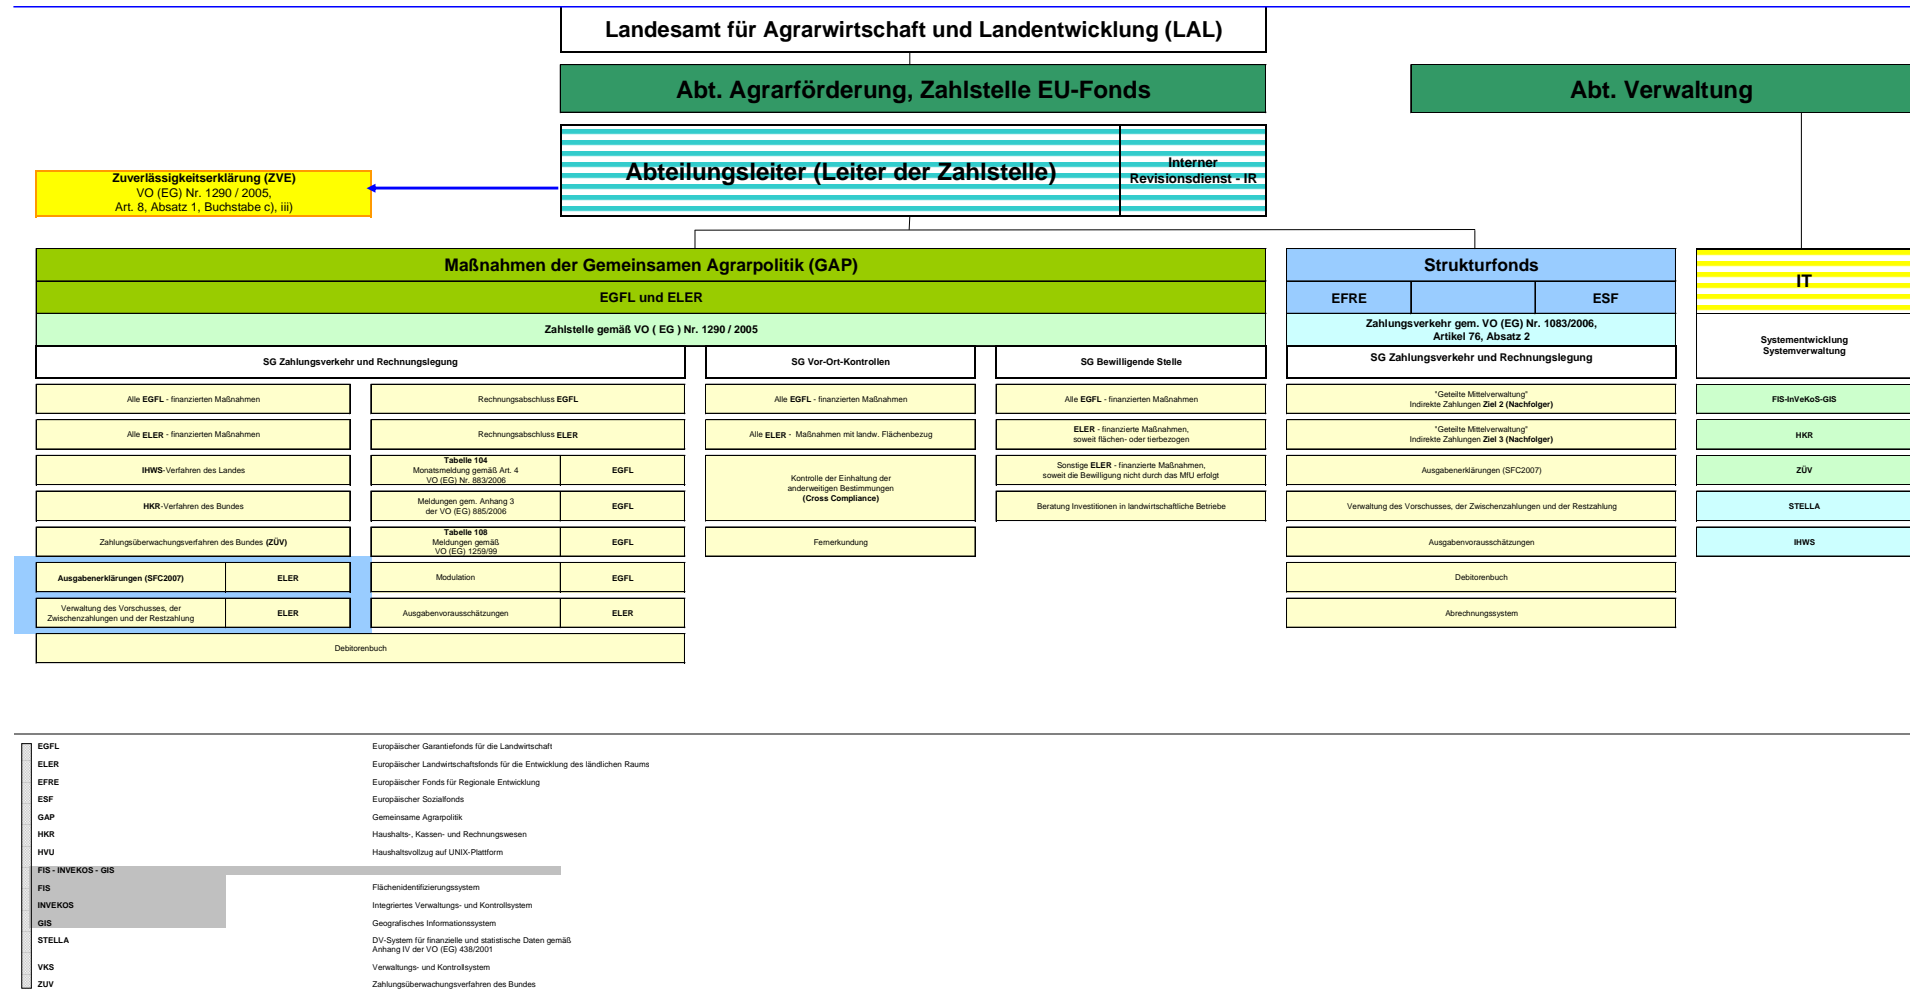 Landesamt für Agrarwirtschaft und Landentwicklung (LAL)
Abt. Agrarförderung, Zahlstelle EU-Fonds
Abt. Verwaltung
Abteilungsleiter (Leiter der Zahlstelle)
Interner
Revisionsdienst - IR
Zuverlässigkeitserklärung (ZVE)
VO (EG) Nr. 1290 / 2005,
Art. 8, Absatz 1, Buchstabe c), iii)
Maßnahmen der Gemeinsamen Agrarpolitik (GAP)
EGFL und ELER
Zahlstelle gemäß VO ( EG ) Nr. 1290 / 2005
Strukturfonds
EFRE
ESF
Zahlungsverkehr gem. VO (EG) Nr. 1083/2006,
Artikel 76, Absatz 2
IT
Systementwicklung
Systemverwaltung
SG Zahlungsverkehr und Rechnungslegung
SG Vor-Ort-Kontrollen
SG Bewilligende Stelle
SG Zahlungsverkehr und Rechnungslegung
Alle EGFL - finanzierten Maßnahmen
Alle ELER - finanzierten Maßnahmen
IHWS-Verfahren des Landes
HKR-Verfahren des Bundes
Zahlungsüberwachungsverfahren des Bundes (ZÜV)
Ausgabenerklärungen (SFC2007)
ELER
Verwaltung des Vorschusses, der
Zwischenzahlungen und der Restzahlung
ELER
Rechnungsabschluss EGFL
Rechnungsabschluss ELER
Tabelle 104
Monatsmeldung gemäß Art. 4
VO (EG) Nr. 883/2006
EGFL
Meldungen gem. Anhang 3
der VO (EG) 885/2006
EGFL
Tabelle 108
Meldungen gemäß
VO (EG) 1259/99
EGFL
Modulation
EGFL
Ausgabenvorausschätzungen
ELER
Debitorenbuch
Alle EGFL - finanzierten Maßnahmen
Alle ELER - Maßnahmen mit landw. Flächenbezug
Kontrolle der Einhaltung der
anderweitigen Bestimmungen
(Cross Compliance)
Fernerkundung
Alle EGFL - finanzierten Maßnahmen
ELER - finanzierte Maßnahmen,
soweit flächen- oder tierbezogen
Sonstige ELER - finanzierte Maßnahmen,
soweit die Bewilligung nicht durch das MfU erfolgt
Beratung Investitionen in landwirtschaftliche Betriebe
"Geteilte Mittelverwaltung"
Indirekte Zahlungen Ziel 2 (Nachfolger)
"Geteilte Mittelverwaltung"
Indirekte Zahlungen Ziel 3 (Nachfolger)
Ausgabenerklärungen (SFC2007)
Verwaltung des Vorschusses, der Zwischenzahlungen und der Restzahlung
Ausgabenvorausschätzungen
Debitorenbuch
Abrechnungssystem
FIS-InVeKoS-GIS
HKR
ZÜV
STELLA
IHWS
EGFL Europäischer Garantiefonds für die Landwirtschaft
ELER Europäischer Landwirtschaftsfonds für die Entwicklung des ländlichen Raums
EFRE Europäischer Fonds für Regionale Entwicklung
ESF Europäischer Sozialfonds
GAP Gemeinsame Agrarpolitik
HKR Haushalts-, Kassen- und Rechnungswesen
HVU Haushaltsvollzug auf UNIX-Plattform
FIS - INVEKOS - GIS
FIS Flächenidentifizierungssystem
INVEKOS Integriertes Verwaltungs- und Kontrollsystem
GIS Geografisches Informationssystem
STELLA DV-System für finanzielle und statistische Daten gemäß
Anhang IV der VO (EG) 438/2001
VKS Verwaltungs- und Kontrollsystem
ZUV Zahlungsüberwachungsverfahren des Bundes